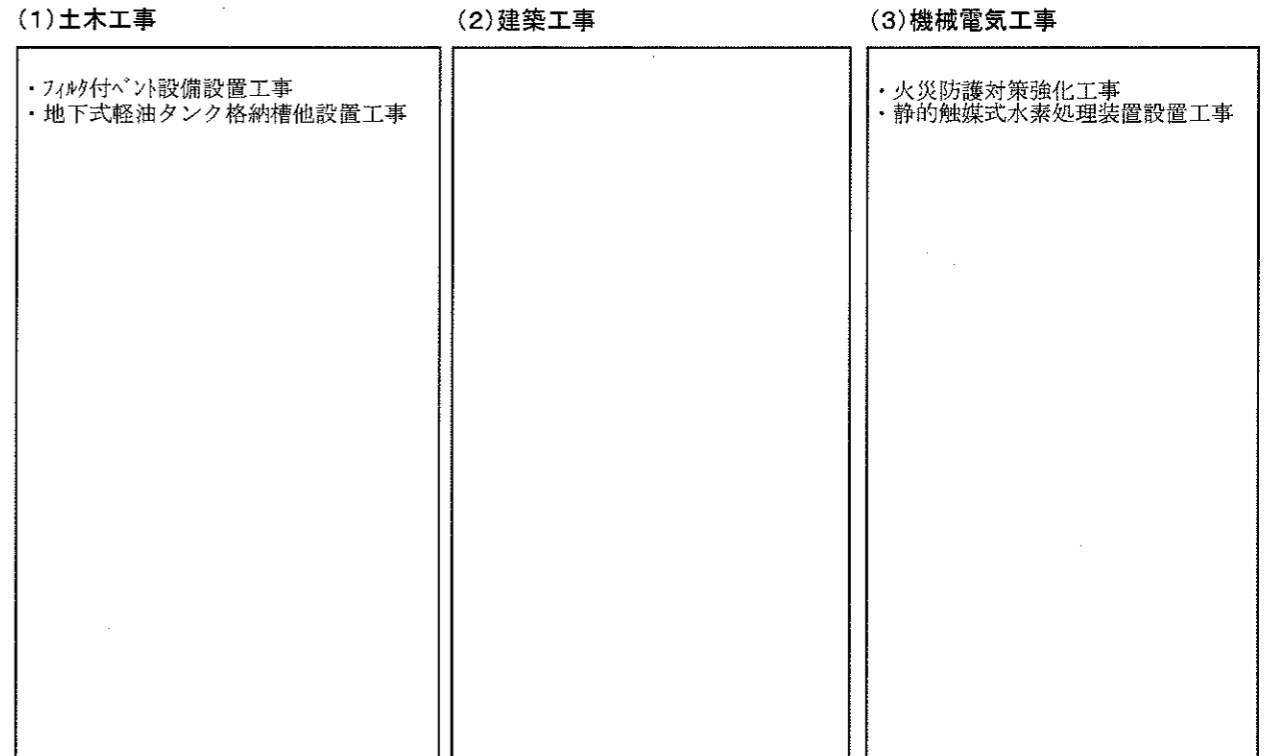 (1)土木工事
・フィルタ付ベント設備設置工事
・地下式軽油タンク格納槽他設置工事
(2)建築工事
(3)機械電気工事
・火災防護対策強化工事
・静的触媒式水素処理装置設置工事